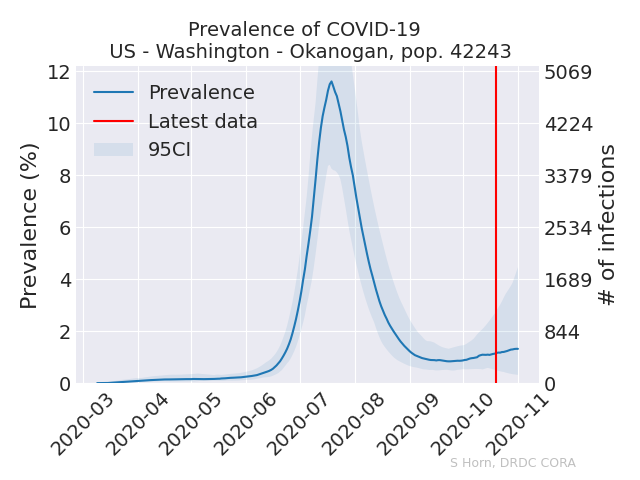 Prevalence of COVID-19
US - Washington - Okanogan, pop. 42243
Prevalence
Latest data
95CI
Prevalence (%)
12
10
8
6
4
2
0
# of infections
5069
4224
3379
2534
1689
844
0
2020-03
2020-04
2020-05
2020-06
2020-07
2020-08
2020-09
2020-10
2020-11
S Horn, DRDC CORA